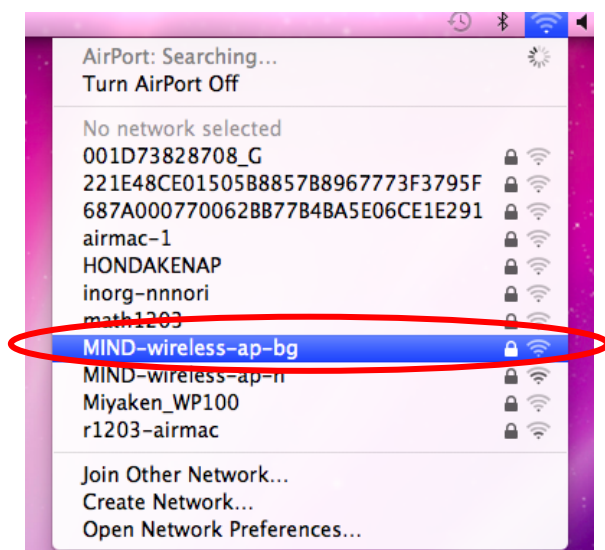 AirPort: Searching...
Turn AirPort Off
No network selected
001D73828708_G
221E48CE01505B8857B8967773F3795F
687A000770062BB77B4BA5E06CE1E291
airmac-1
HONDAKENAP
inorg-nnnori
math1203
MIND-wireless-ap-bg
MIND-wireless-ap-n
Miyaken_WP100
r1203-airmac
Join Other Network...
Create Network...
Open Network Preferences...